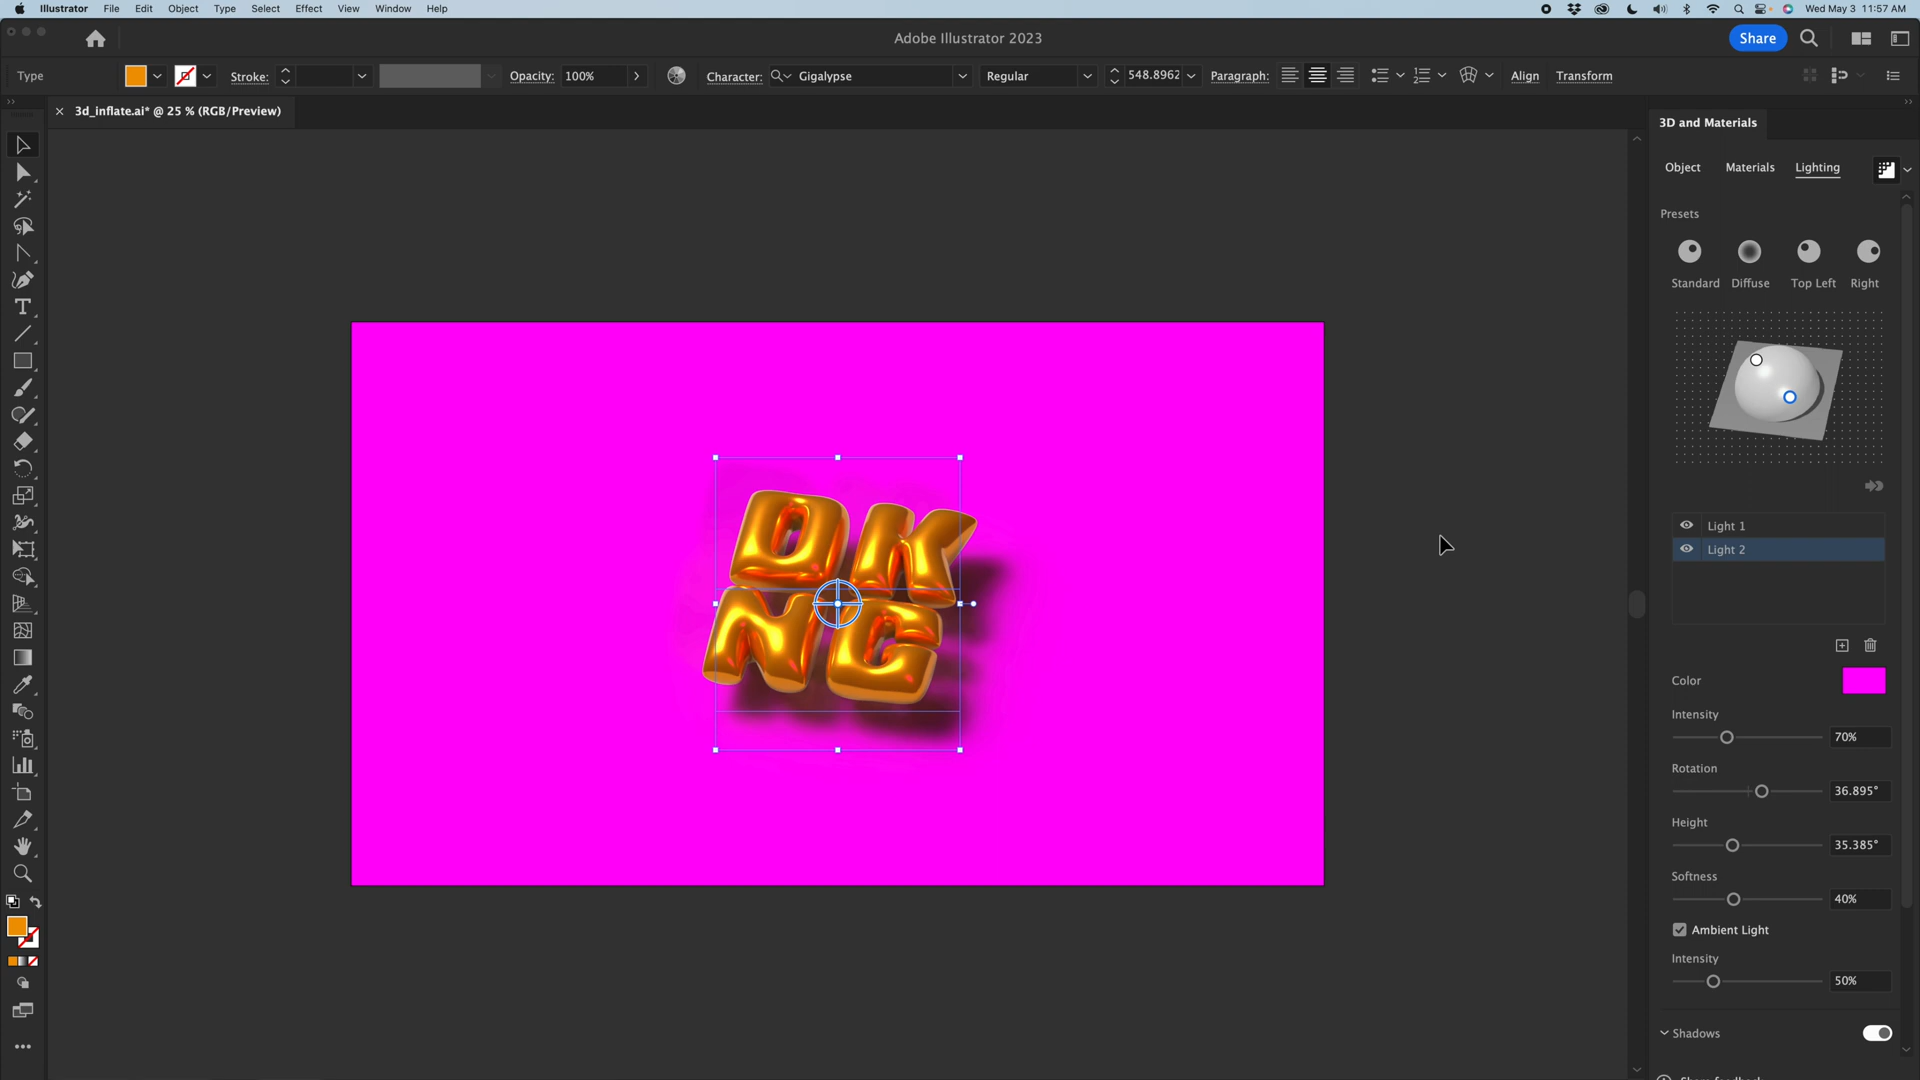 Illustrator File Edit Object Type Select Effect View Window Help Wed May 3 11:57 AM
Adobe Illustrator 2023 Share
Type Stroke: Opacity: 100% Character: Gigalypse Regular 548.8962 Paragraph: Align Transform
3d_inflate.ai* @ 25 % (RGB/Preview)
3D and Materials
Object Materials Lighting
Presets
Standard Diffuse Top Left Right
DK
NG
Light 1
Light 2
Color
Intensity
70%
Rotation
36.895°
Height
35.385°
Softness
40%
Ambient Light
Intensity
50%
Shadows